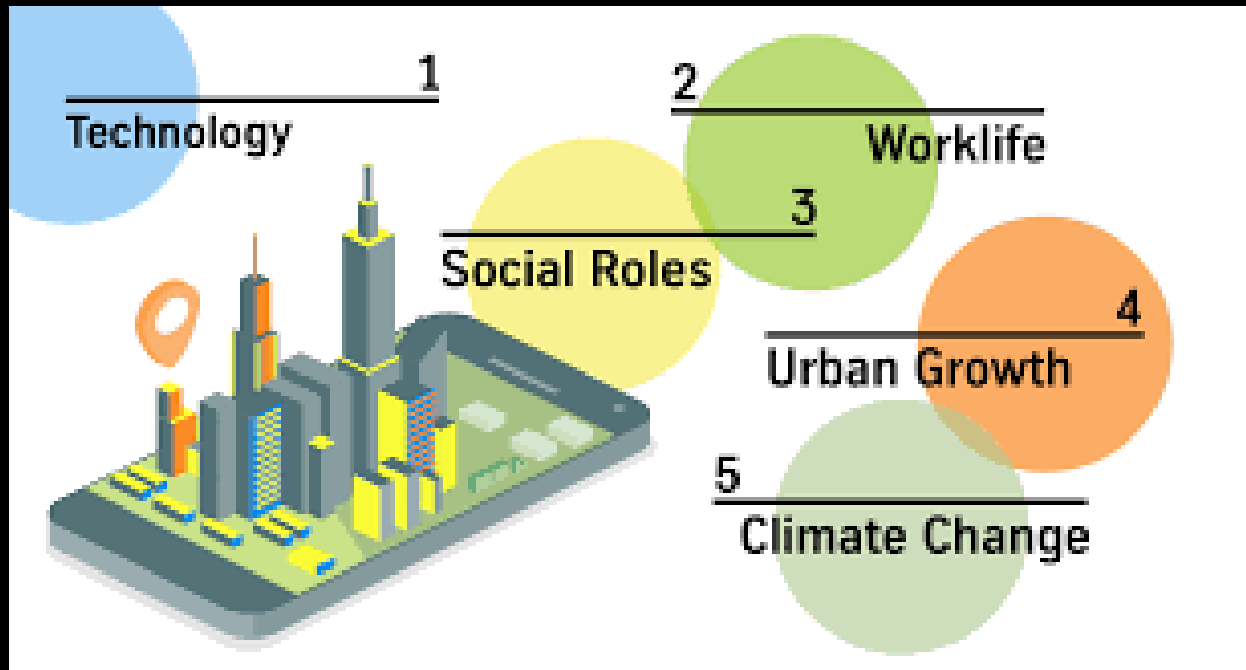 1
Technology
2
Worklife
3
Social Roles
4
Urban Growth
5
Climate Change